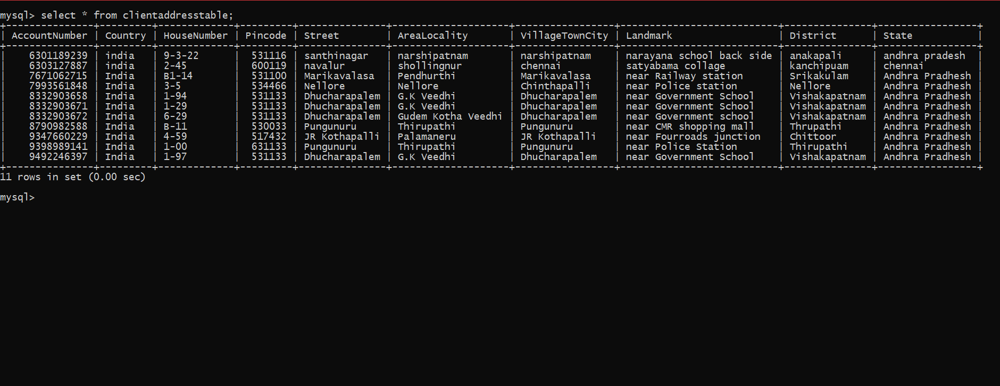 mysql> select * from clientaddresstable;
+---------------+---------+-------------+---------+--------------+--------------------+-----------------+---------------------------+---------------+-----------------+
| AccountNumber | Country | HouseNumber | Pincode | Street       | AreaLocality       | VillageTownCity | Landmark                  | District      | State           |
+---------------+---------+-------------+---------+--------------+--------------------+-----------------+---------------------------+---------------+-----------------+
|    6301189239 | india   | 9-3-22      |  531116 | santhinagar  | narshipatnam       | narshipatnam    | narayana school back side | anakapali     | andhra pradesh  |
|    6303127887 | india   | 2-45        |  600119 | navalur      | shollingnur        | chennai         | satyabama collage         | kanchipuam    | chennai         |
|    7671062715 | India   | B1-14       |  531100 | Marikavalasa | Pendhurthi         | Marikavalasa    | near Railway station      | Srikakulam    | Andhra Pradhesh |
|    7993561848 | India   | 3-5         |  534466 | Nellore      | Nellore            | Chinthapalli    | near Police station       | Nellore       | Andhra Pradhesh |
|    8332903658 | India   | 1-94        |  531133 | Dhucharapalem | G.K Veedhi         | Dhucharapalem   | near Government School    | Vishakapatnam | Andhra Pradhesh |
|    8332903671 | India   | 1-29        |  531133 | Dhucharapalem | G.K Veedhi         | Dhucharapalem   | near Government School    | Vishakapatnam | Andhra Pradhesh |
|    8332903672 | India   | 6-29        |  531133 | Dhucharapalem | Gudem Kotha Veedhi | Dhucharapalem   | near Government school    | Vishakapatnam | Andhra Pradhesh |
|    8790982588 | India   | B-11        |  530033 | Pungunuru    | Thirupathi         | Pungunuru       | near CMR shopping mall    | Thrupathi     | Andhra Pradhesh |
|    9347660229 | India   | 4-59        |  517432 | JR Kothapalli | Palamaneru         | JR Kothapalli   | near Fourroads junction   | Chittoor      | Andhra Pradhesh |
|    9398989141 | India   | 1-00        |  631133 | Pungunuru    | Thirupathi         | Pungunuru       | near Police Station       | Thirupathi    | Andhra Pradhesh |
|    9492246397 | India   | 1-97        |  531133 | Dhucharapalem | G.K Veedhi         | Dhucharapalem   | near Government School    | Vishakapatnam | Andhra Pradhesh |
+---------------+---------+-------------+---------+--------------+--------------------+-----------------+---------------------------+---------------+-----------------+
11 rows in set (0.00 sec)
mysql>